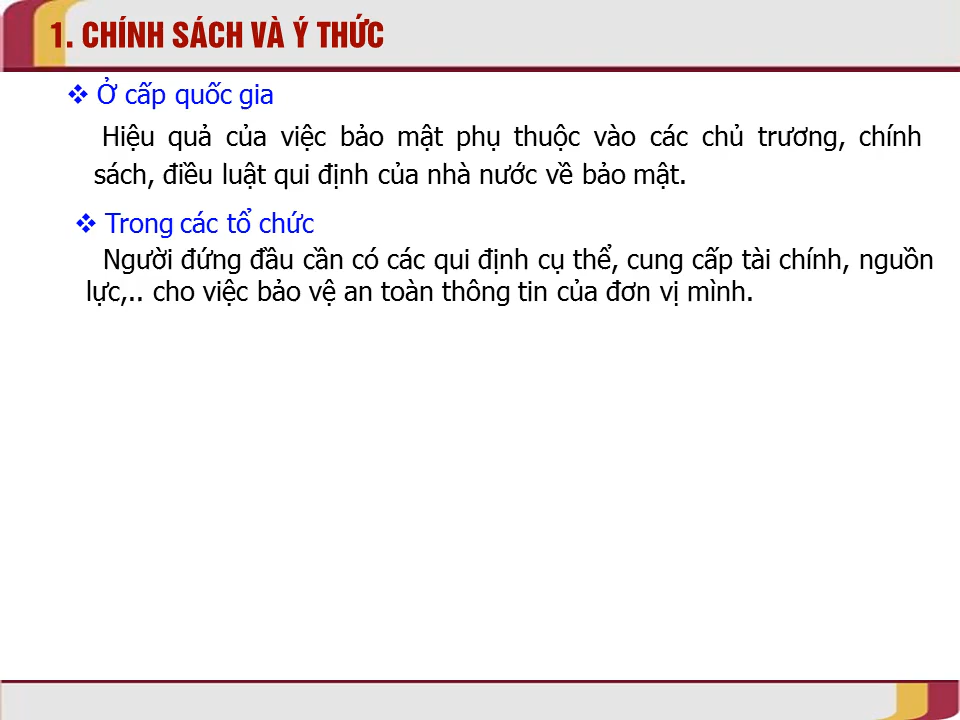 1. CHÍNH SÁCH VÀ Ý THỨC
❖ Ở cấp quốc gia
Hiệu quả của việc bảo mật phụ thuộc vào các chủ trương, chính
sách, điều luật qui định của nhà nước về bảo mật.
❖ Trong các tổ chức
Người đứng đầu cần có các qui định cụ thể, cung cấp tài chính, nguồn
lực,.. cho việc bảo vệ an toàn thông tin của đơn vị mình.